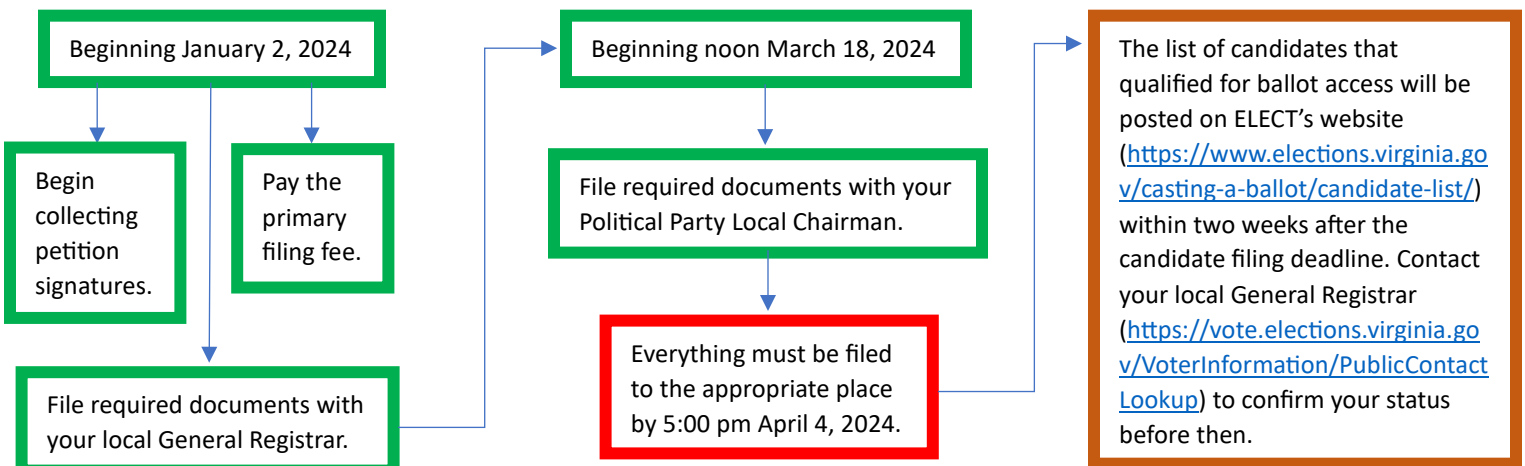 Beginning January 2, 2024
Begin
collecting
petition
signatures.
Pay the
primary
filing fee.
File required documents with
your local General Registrar.
Beginning noon March 18, 2024
File required documents with your
Political Party Local Chairman.
Everything must be filed
to the appropriate place
by 5:00 pm April 4, 2024.
The list of candidates that
qualified for ballot access will be
posted on ELECT’s website
(https://www.elections.virginia.go
v/casting-a-ballot/candidate-list/)
within two weeks after the
candidate filing deadline. Contact
your local General Registrar
(https://vote.elections.virginia.go
v/VoterInformation/PublicContact
Lookup) to confirm your status
before then.